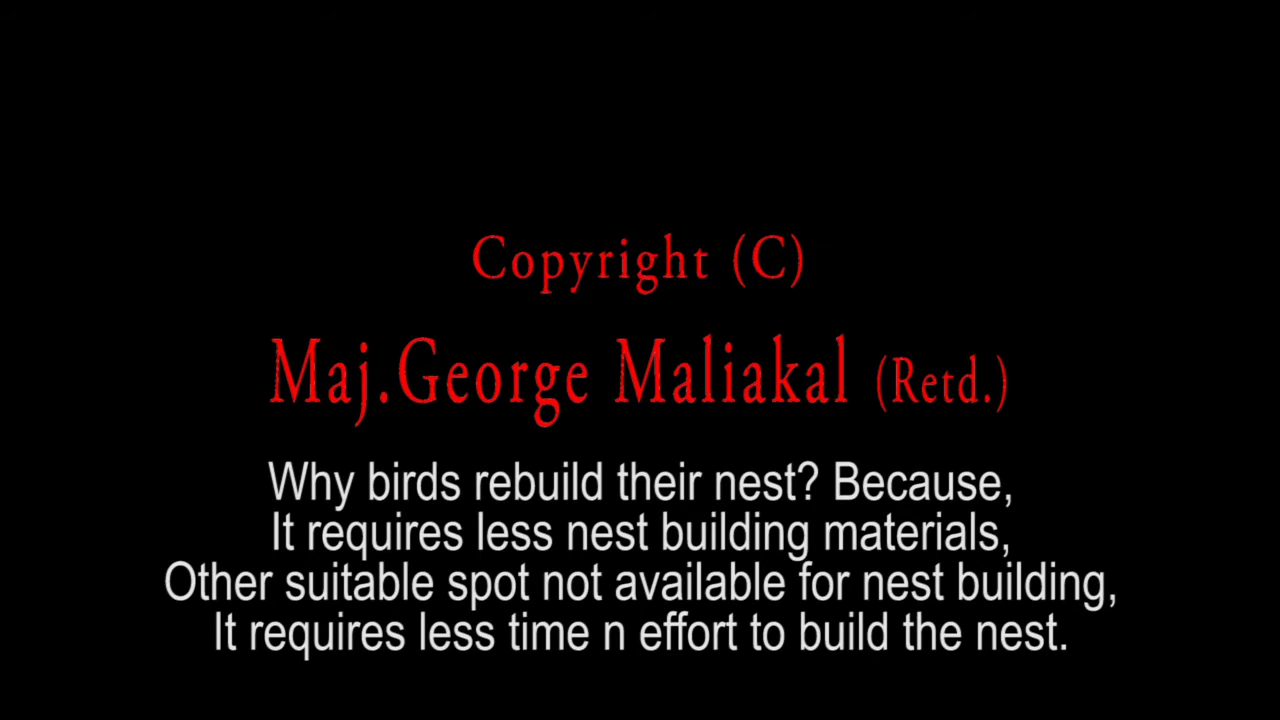 Copyright (C)
Maj.George Maliakal (Retd.)
Why birds rebuild their nest? Because,
It requires less nest building materials,
Other suitable spot not available for nest building,
It requires less time n effort to build the nest.